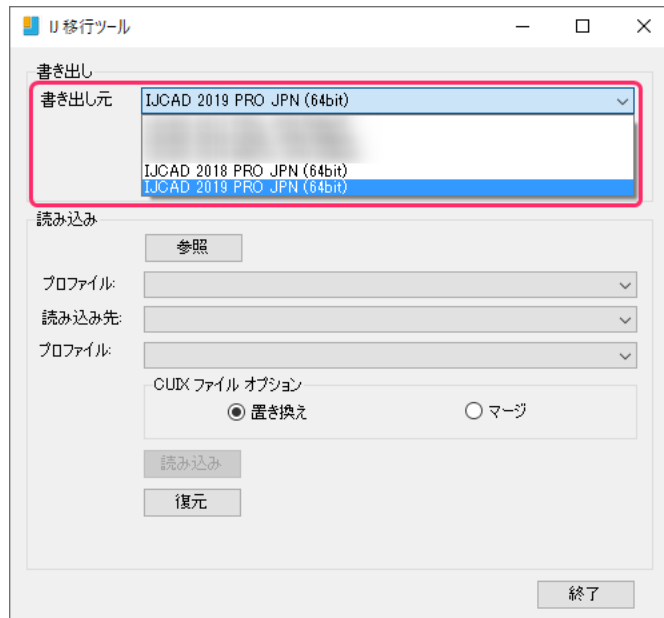 IJ 移行ツール
書き出し
書き出し元 IJCAD 2019 PRO JPN (64bit)
IJCAD 2018 PRO JPN (64bit)
IJCAD 2019 PRO JPN (64bit)
読み込み
参照
プロファイル:
読み込み先:
プロファイル:
CUIX ファイル オプション
置き換え マージ
読み込み
復元
終了